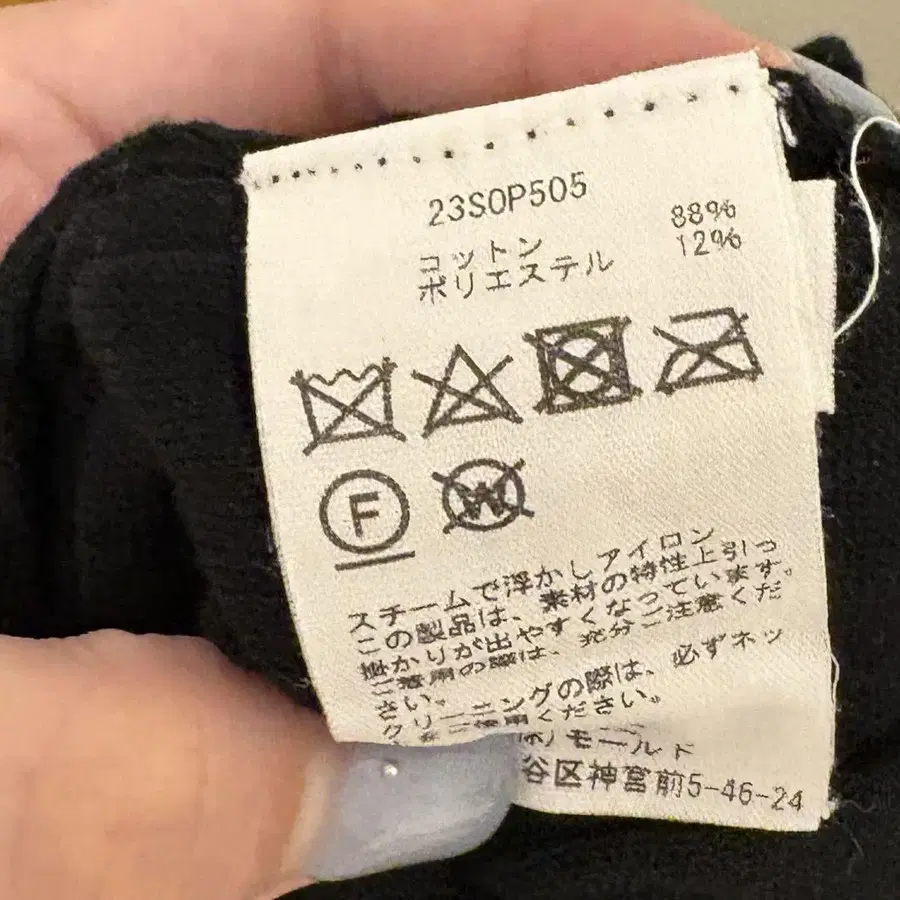 23SOP505
コットン 88%
ポリエステル 12%
F
W
スチームで浮かしアイロン
この製品は、素材の特性上引っ
掛かりが出やすくなっています。
ご着用の際は、充分ご注意くだ
さい。
クリーニングの際は、必ずネッ
ご使用ください。
㈱モールド
谷区神宮前5-46-24